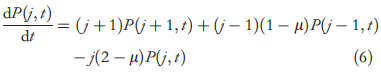 dP(j, t)/dt = (j + 1)P(j + 1, t) + (j − 1)(1 − μ)P(j − 1, t)
− j(2 − μ)P(j, t) (6)